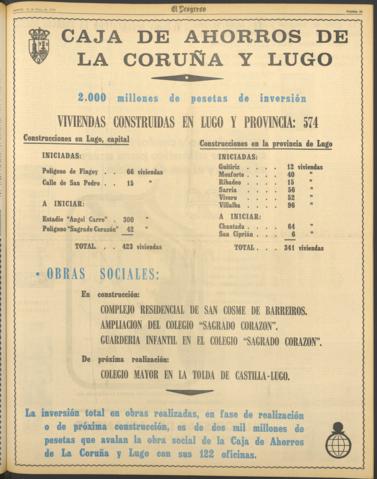 El Progreso
CAJA DE AHORROS DE
LA CORUÑA Y LUGO
2.000 millones de pesetas de inversión
VIVIENDAS CONSTRUIDAS EN LUGO Y PROVINCIA: 574
Construcciones en Lugo, capital
INICIADAS:
Polígono de Fingoy . . 66 viviendas
Calle de San Pedro . . 15 "
A INICIAR:
Estadio "Angel Carro" . 300 "
Polígono "Sagrado Corazón" 42 "
TOTAL . . 423 viviendas
Construcciones en la provincia de Lugo
INICIADAS:
Guitiriz . . . . 12 viviendas
Monforte . . . . 40 "
Ribadeo . . . . 15 "
Sarria . . . . 56 "
Vivero . . . . 52 "
Villalba . . . . 96 "
A INICIAR:
Chantada . . . . 64 "
San Ciprián . . . 6 "
TOTAL . . 341 viviendas
• OBRAS SOCIALES:
En construcción:
COMPLEJO RESIDENCIAL DE SAN COSME DE BARREIROS.
AMPLIACION DEL COLEGIO "SAGRADO CORAZON".
GUARDERIA INFANTIL EN EL COLEGIO "SAGRADO CORAZON".
De próxima realización:
COLEGIO MAYOR EN LA TOLDA DE CASTILLA-LUGO.
La inversión total en obras realizadas, en fase de realización
o de próxima construcción, es de dos mil millones de
pesetas que avalan la obra social de la Caja de Ahorros
de La Coruña y Lugo con sus 122 oficinas.